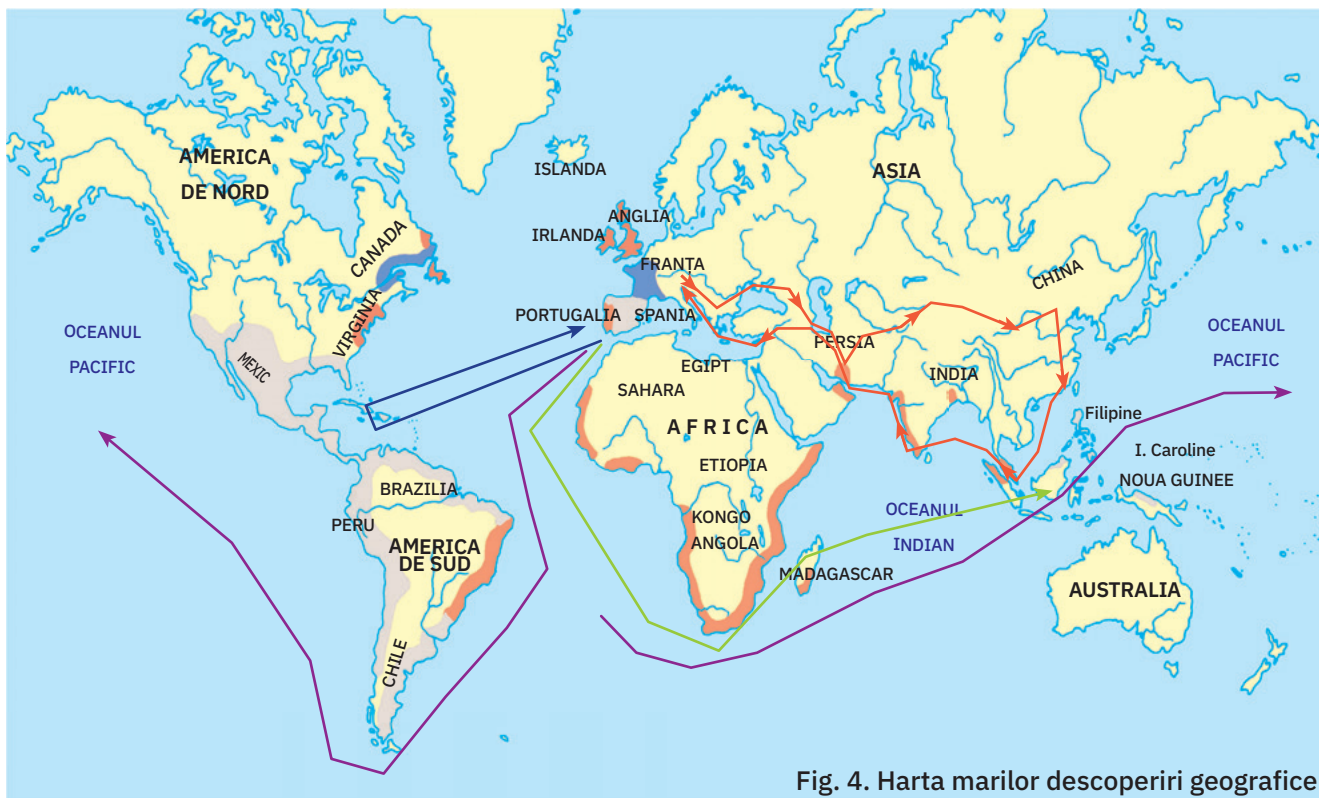 AMERICA
DE NORD
CANADA
VIRGINIA
MEXIC
OCEANUL
PACIFIC
ISLANDA
ANGLIA
IRLANDA
FRANȚA
PORTUGALIA
SPANIA
ASIA
CHINA
PERSIA
INDIA
EGIPT
SAHARA
AFRICA
ETIOPIA
KONGO
ANGOLA
MADAGASCAR
OCEANUL
INDIAN
OCEANUL
PACIFIC
Filipine
I. Caroline
NOUA GUINEE
AUSTRALIA
BRAZILIA
PERU
AMERICA
DE SUD
CHILE
Fig. 4. Harta marilor descoperiri geografice